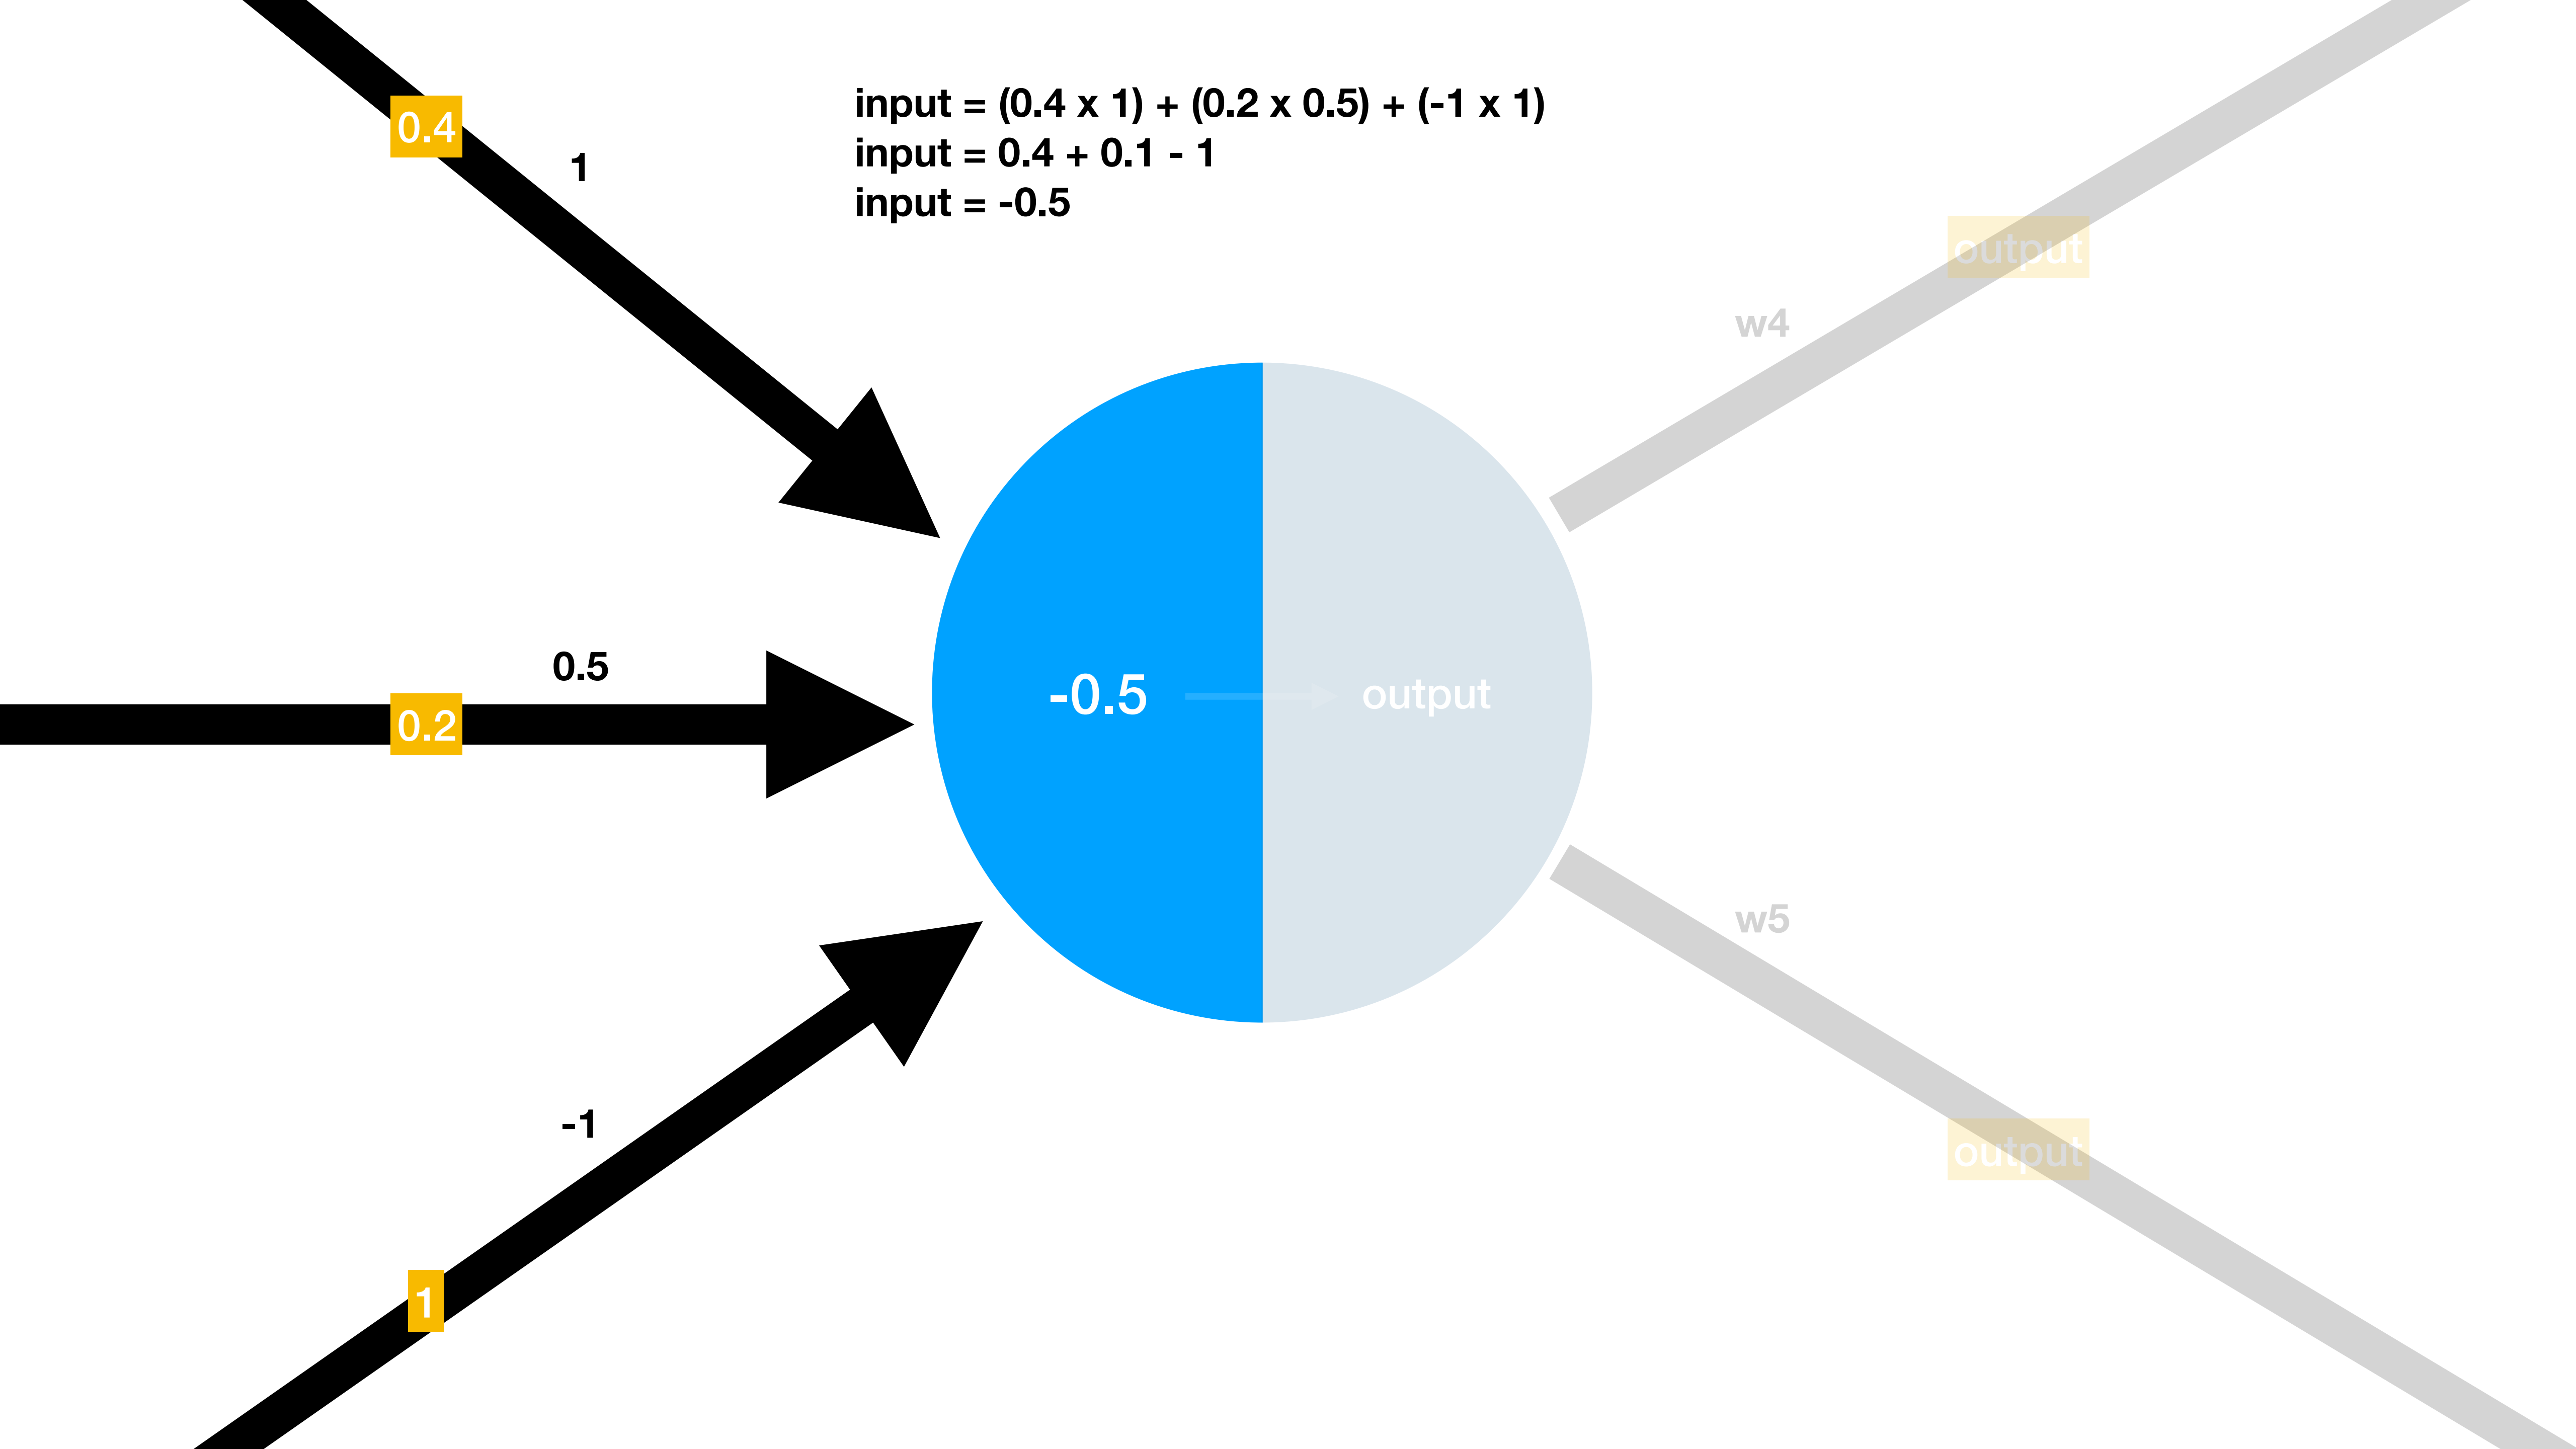 input = (0.4 x 1) + (0.2 x 0.5) + (-1 x 1)
input = 0.4 + 0.1 - 1
input = -0.5
0.4
1
0.5
0.2
-1
1
-0.5
output
w4
output
w5
output